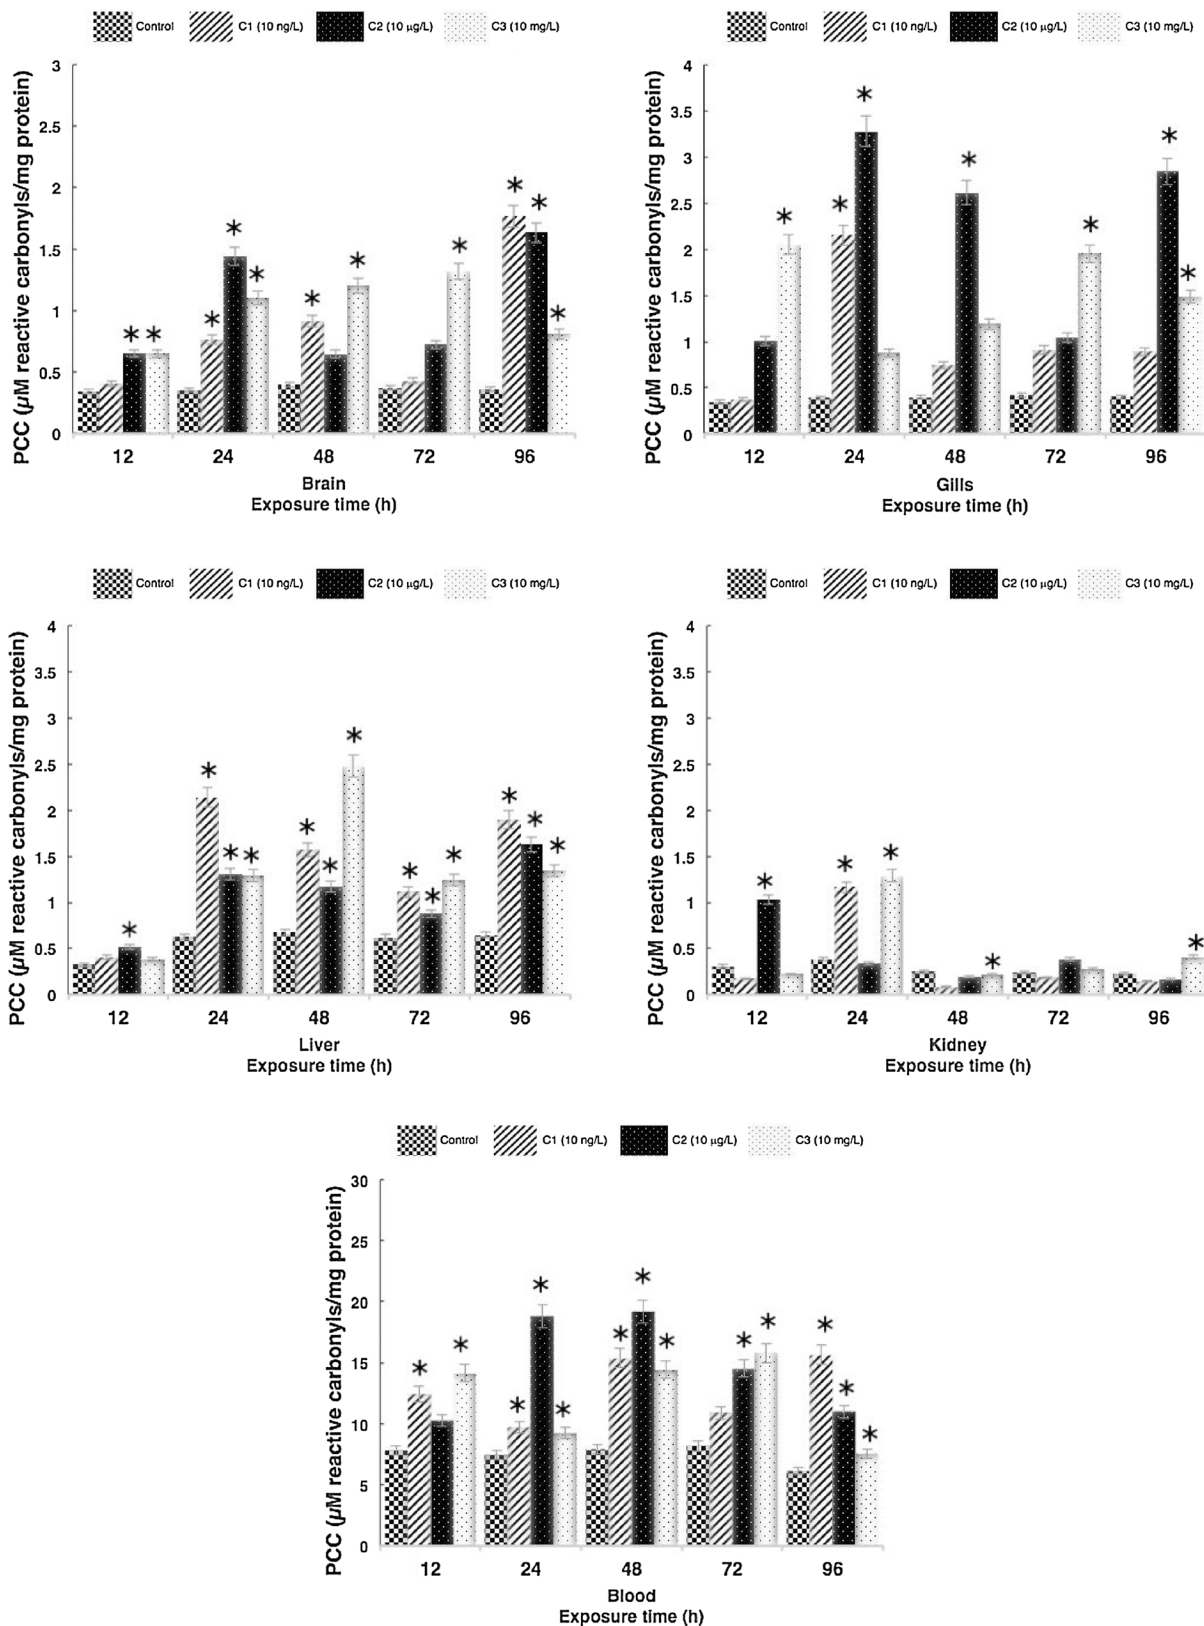 Control C1 (10 ng/L) C2 (10 µg/L) C3 (10 mg/L)
PCC (µM reactive carbonyls/mg protein)
3
2.5
2
1.5
1
0.5
0
* * * * * * * * * * *
12 24 48 72 96
Brain
Exposure time (h)
Control C1 (10 ng/L) C2 (10 µg/L) C3 (10 mg/L)
PCC (µM reactive carbonyls/mg protein)
4
3.5
3
2.5
2
1.5
1
0.5
0
* * * * * * *
12 24 48 72 96
Gills
Exposure time (h)
Control C1 (10 ng/L) C2 (10 µg/L) C3 (10 mg/L)
PCC (µM reactive carbonyls/mg protein)
4
3.5
3
2.5
2
1.5
1
0.5
0
* * * * * * * * * * * * *
12 24 48 72 96
Liver
Exposure time (h)
Control C1 (10 ng/L) C2 (10 µg/L) C3 (10 mg/L)
PCC (µM reactive carbonyls/mg protein)
4
3.5
3
2.5
2
1.5
1
0.5
0
* * * * *
12 24 48 72 96
Kidney
Exposure time (h)
Control C1 (10 ng/L) C2 (10 µg/L) C3 (10 mg/L)
PCC (µM reactive carbonyls/mg protein)
30
25
20
15
10
5
0
* * * * * * * * * * * * *
12 24 48 72 96
Blood
Exposure time (h)